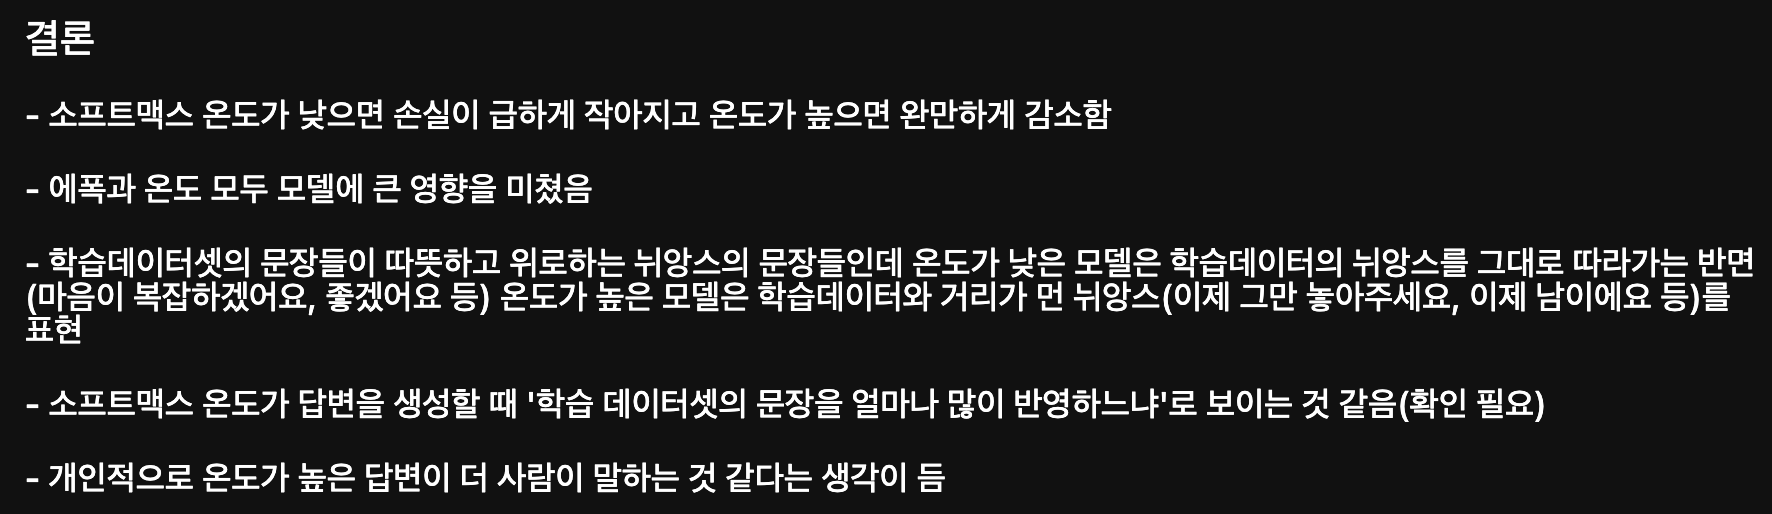 결론
- 소프트맥스 온도가 낮으면 손실이 급하게 작아지고 온도가 높으면 완만하게 감소함
- 에폭과 온도 모두 모델에 큰 영향을 미쳤음
- 학습데이터셋의 문장들이 따뜻하고 위로하는 뉘앙스의 문장들인데 온도가 낮은 모델은 학습데이터의 뉘앙스를 그대로 따라가는 반면
(마음이 복잡하겠어요, 좋겠어요 등) 온도가 높은 모델은 학습데이터와 거리가 먼 뉘앙스(이제 그만 놓아주세요, 이제 남이에요 등)를
표현
- 소프트맥스 온도가 답변을 생성할 때 '학습 데이터셋의 문장을 얼마나 많이 반영하느냐'로 보이는 것 같음(확인 필요)
- 개인적으로 온도가 높은 답변이 더 사람이 말하는 것 같다는 생각이 듬